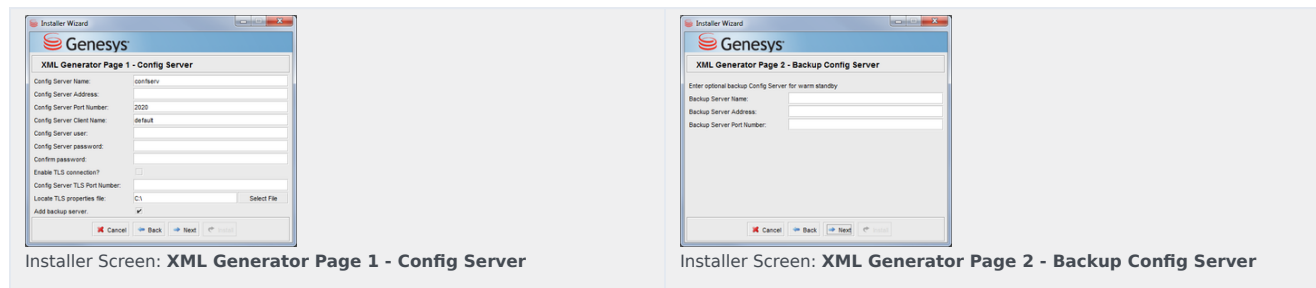 Installer Wizard
Genesys
XML Generator Page 1 - Config Server
Config Server Name: confserv
Config Server Address:
Config Server Port Number: 2020
Config Server Client Name: default
Config Server user:
Config Server password:
Confirm password:
Enable TLS connection?
Config Server TLS Port Number:
Locate TLS properties file: C:\ Select File
Add backup server.
Cancel Back Next Install
Installer Screen: XML Generator Page 1 - Config Server
Installer Wizard
Genesys
XML Generator Page 2 - Backup Config Server
Enter optional backup Config Server for warm standby
Backup Server Name:
Backup Server Address:
Backup Server Port Number:
Cancel Back Next Install
Installer Screen: XML Generator Page 2 - Backup Config Server